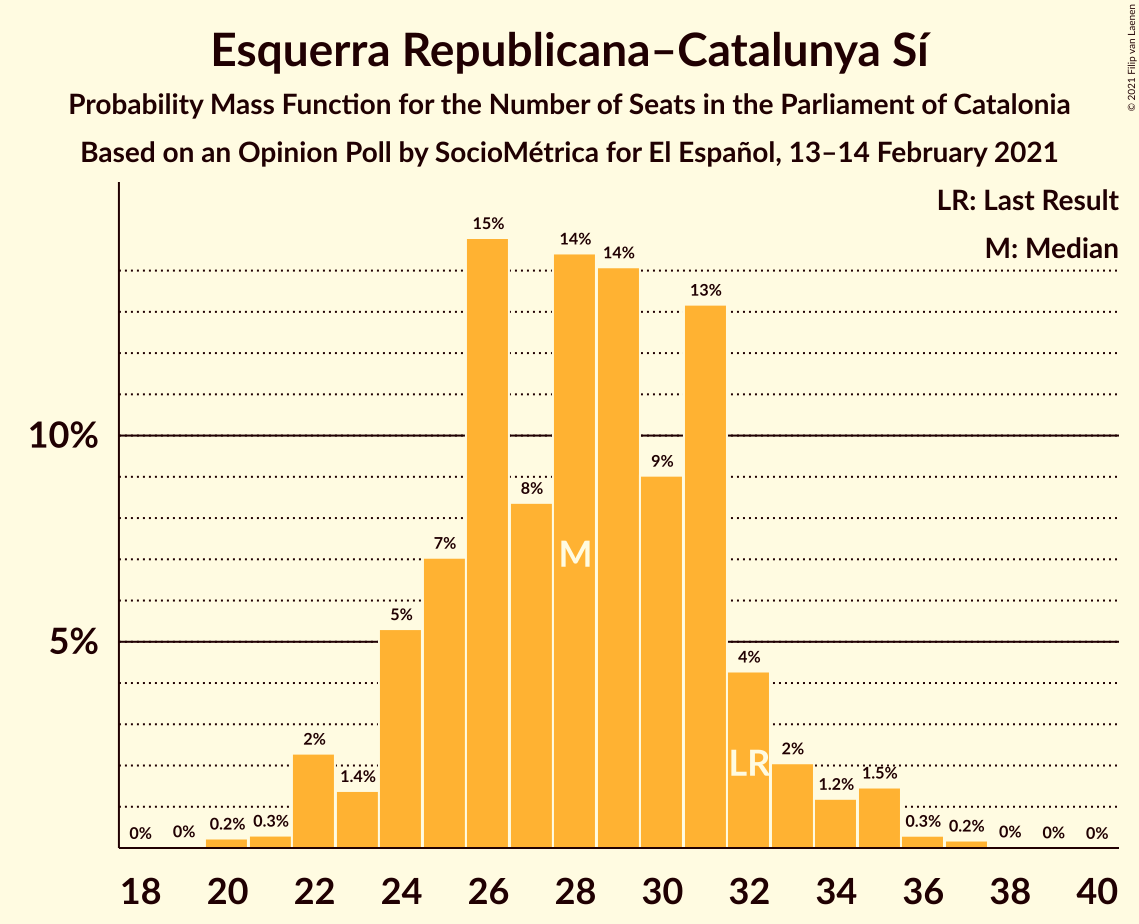 Esquerra Republicana–Catalunya Sí
Probability Mass Function for the Number of Seats in the Parliament of Catalonia
Based on an Opinion Poll by SocioMétrica for El Español, 13–14 February 2021
© 2021 Filip van Laenen
LR: Last Result
M: Median
10%
5%
0%
0%
0.2%
0.3%
2%
1.4%
5%
7%
15%
8%
14%
14%
9%
13%
4%
2%
1.2%
1.5%
0.3%
0.2%
0%
0%
0%
M
LR
18 20 22 24 26 28 30 32 34 36 38 40